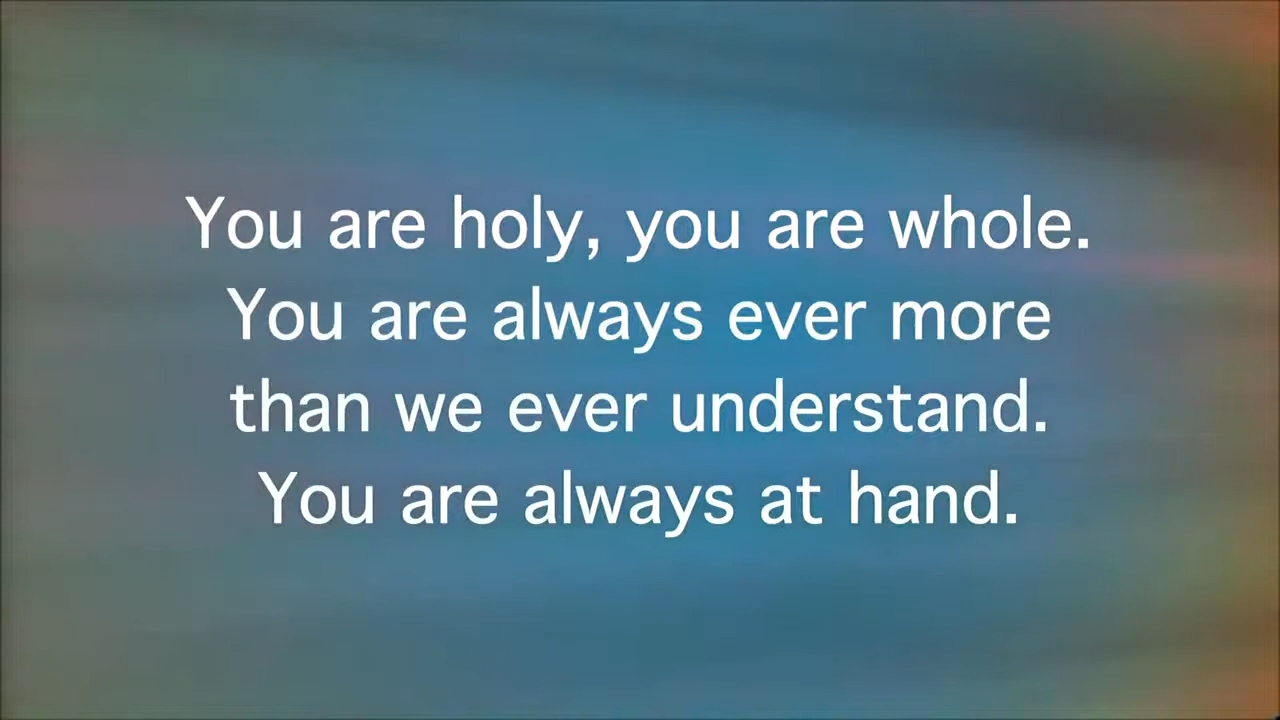 You are holy, you are whole.
You are always ever more
than we ever understand.
You are always at hand.